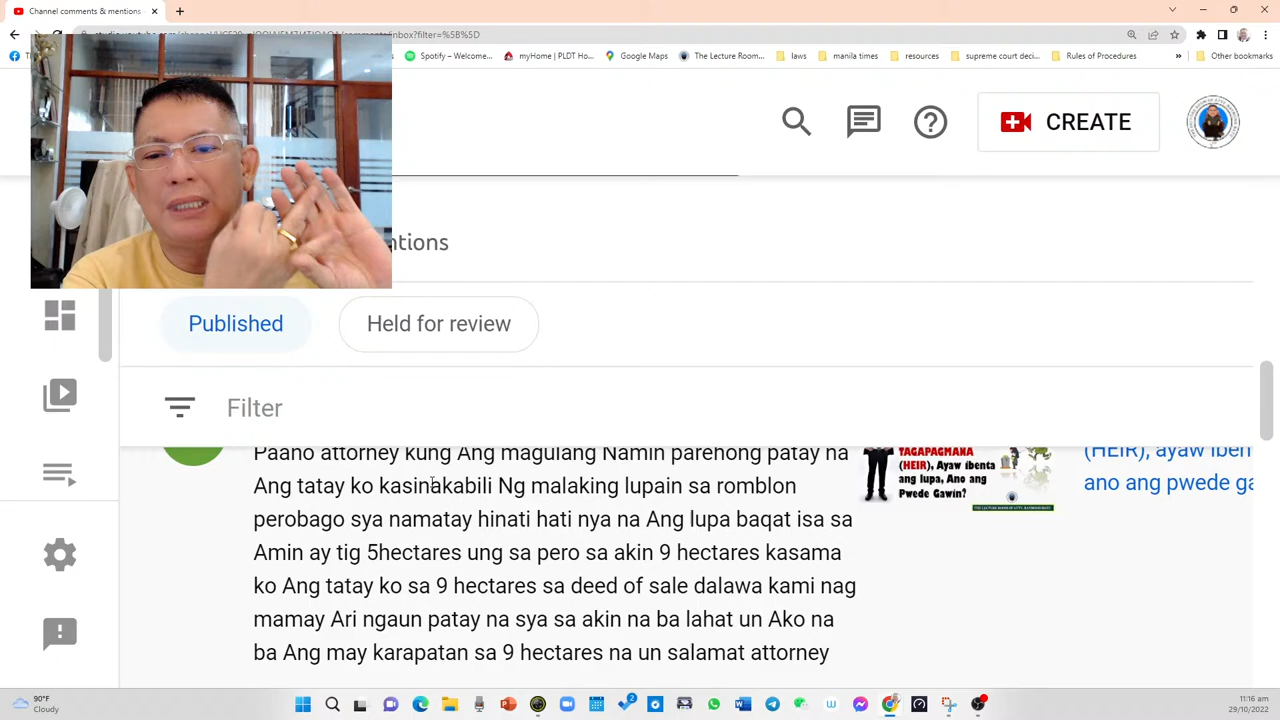 Channel comments & mentions
Spotify – Welcome...
myHome | PLDT Ho...
Google Maps
The Lecture Room...
laws
manila times
resources
supreme court deci...
Rules of Procedures
»
Other bookmarks
CREATE
ntions
Published
Held for review
Filter
Paano attorney kung Ang magulang Namin parehong patay na
Ang tatay ko kasinakabili Ng malaking lupain sa romblon
perobago sya namatay hinati hati nya na Ang lupa baqat isa sa
Amin ay tig 5hectares ung sa pero sa akin 9 hectares kasama
ko Ang tatay ko sa 9 hectares sa deed of sale dalawa kami nag
mamay Ari ngaun patay na sya sa akin na ba lahat un Ako na
ba Ang may karapatan sa 9 hectares na un salamat attorney
TAGAPAGMANA
(HEIR), Ayaw ibenta
ang lupa, Ano ang
Pwede Gawin?
(HEIR), ayaw iben
ano ang pwede ga
90°F
Cloudy
11:16 am
29/10/2022